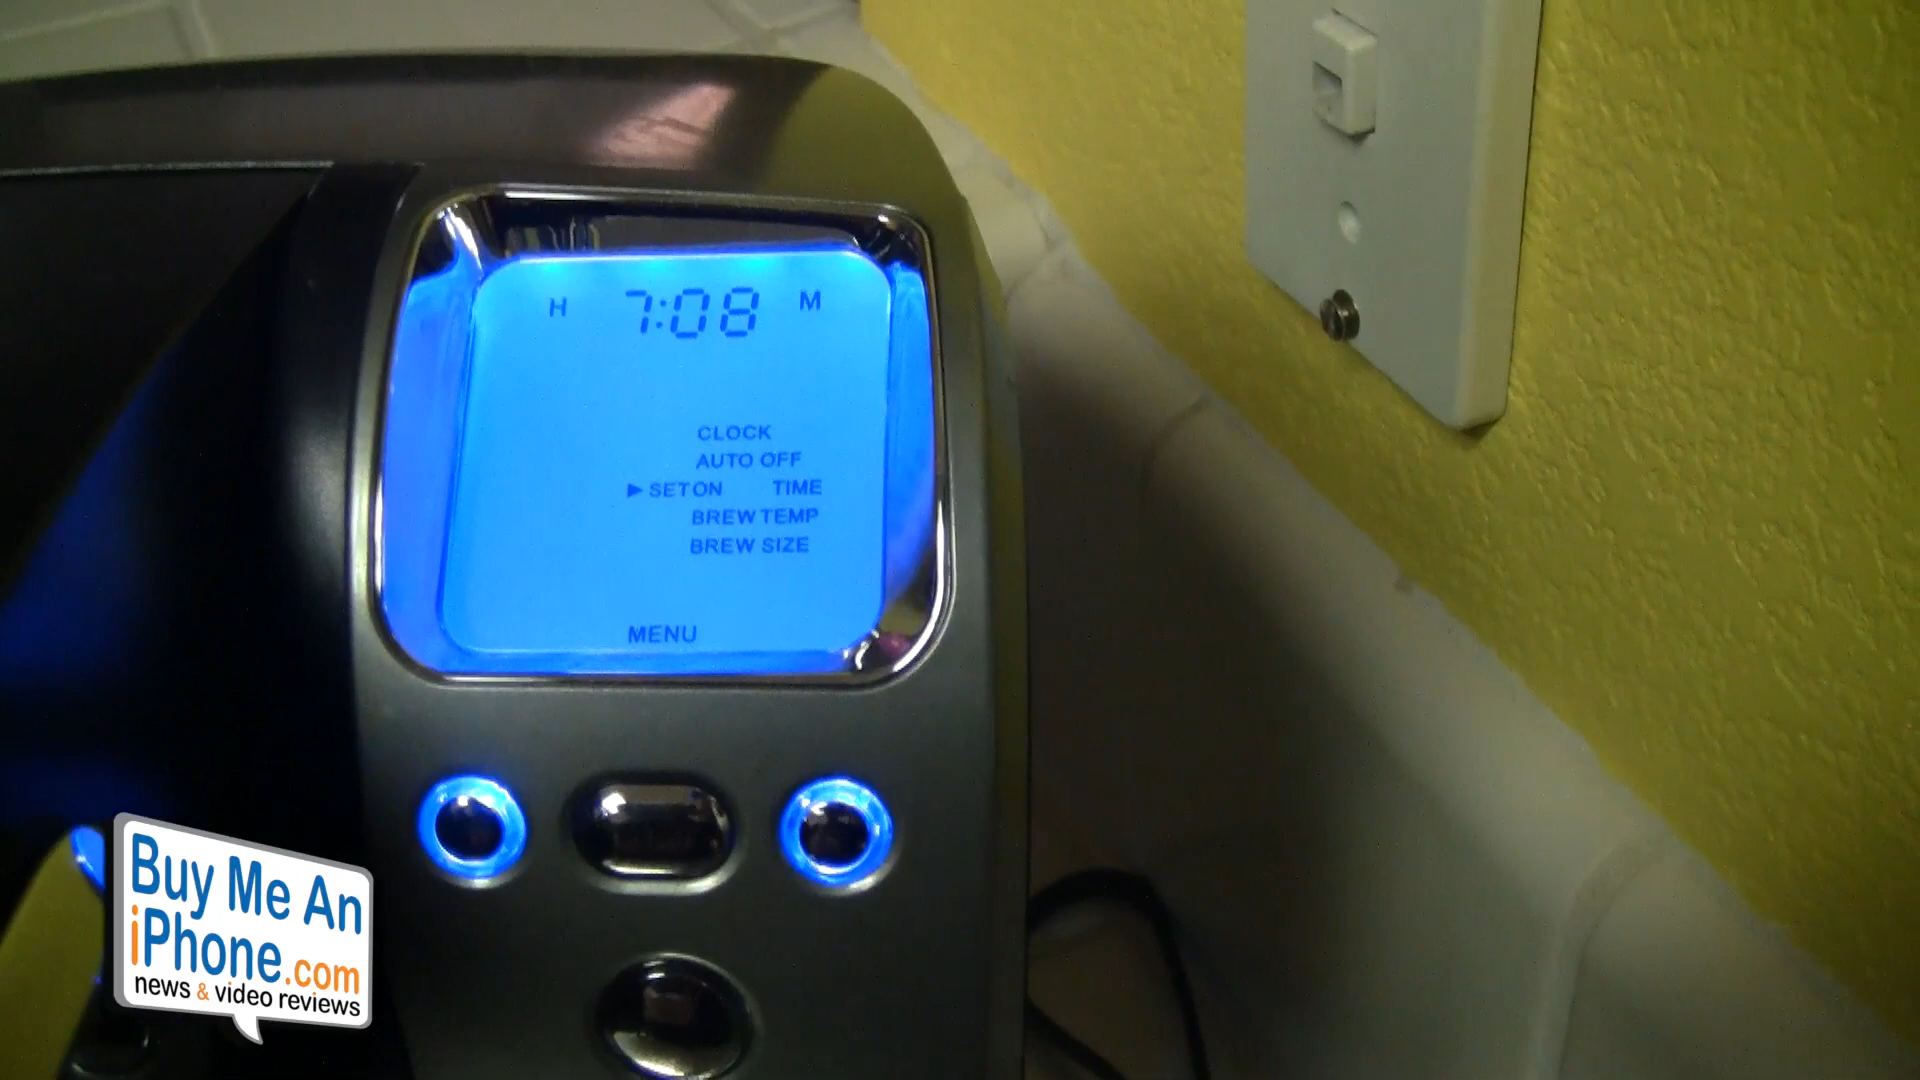 H 7:08 M
CLOCK
AUTO OFF
▶ SET ON TIME
BREW TEMP
BREW SIZE
MENU
Buy Me An
iPhone.com
news & video reviews